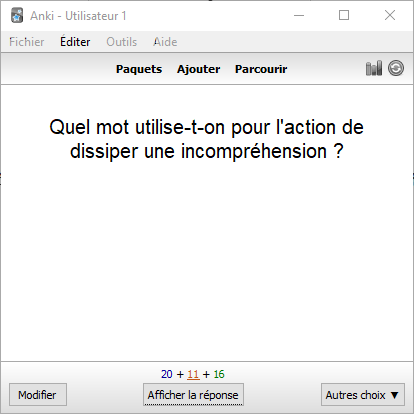 Anki - Utilisateur 1
Fichier Éditer Outils Aide
Paquets Ajouter Parcourir
Quel mot utilise-t-on pour l'action de
dissiper une incompréhension ?
20 + 11 + 16
Modifier Afficher la réponse Autres choix ▼